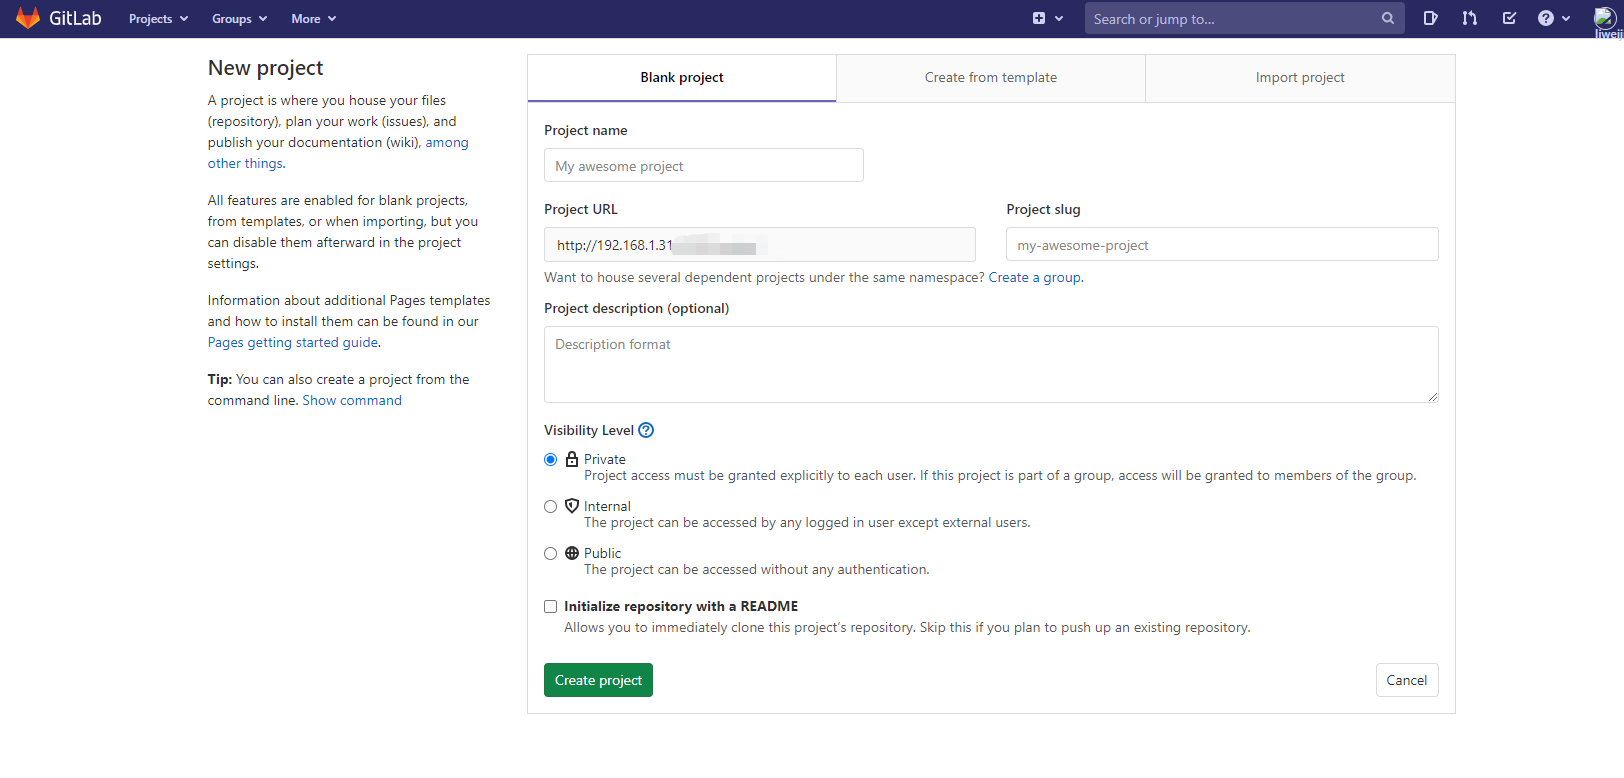 GitLab Projects Groups More Search or jump to...
New project
A project is where you house your files
(repository), plan your work (issues), and
publish your documentation (wiki), among
other things.
All features are enabled for blank projects,
from templates, or when importing, but you
can disable them afterward in the project
settings.
Information about additional Pages templates
and how to install them can be found in our
Pages getting started guide.
Tip: You can also create a project from the
command line. Show command
Blank project Create from template Import project
Project name
My awesome project
Project URL Project slug
http://192.168.1.31 my-awesome-project
Want to house several dependent projects under the same namespace? Create a group.
Project description (optional)
Description format
Visibility Level
Private
Project access must be granted explicitly to each user. If this project is part of a group, access will be granted to members of the group.
Internal
The project can be accessed by any logged in user except external users.
Public
The project can be accessed without any authentication.
Initialize repository with a README
Allows you to immediately clone this project's repository. Skip this if you plan to push up an existing repository.
Create project Cancel